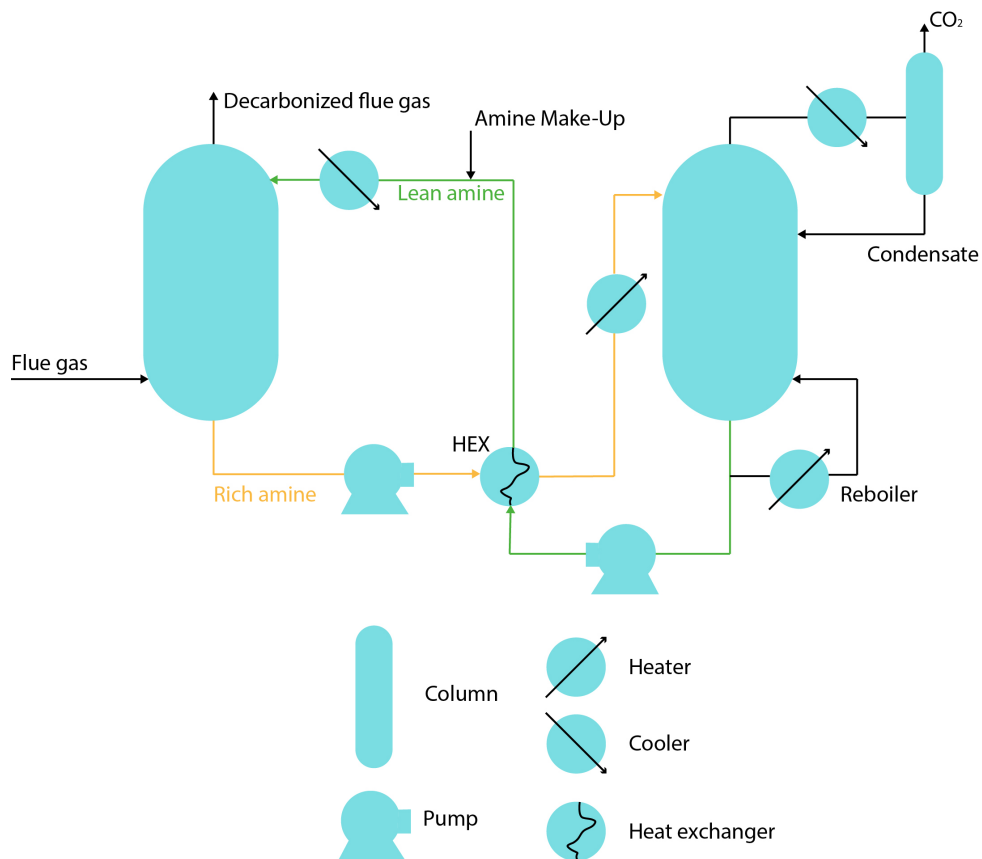 CO₂
Decarbonized flue gas
Amine Make-Up
Lean amine
Condensate
Flue gas
HEX
Rich amine
Reboiler
Heater
Column
Cooler
Pump
Heat exchanger